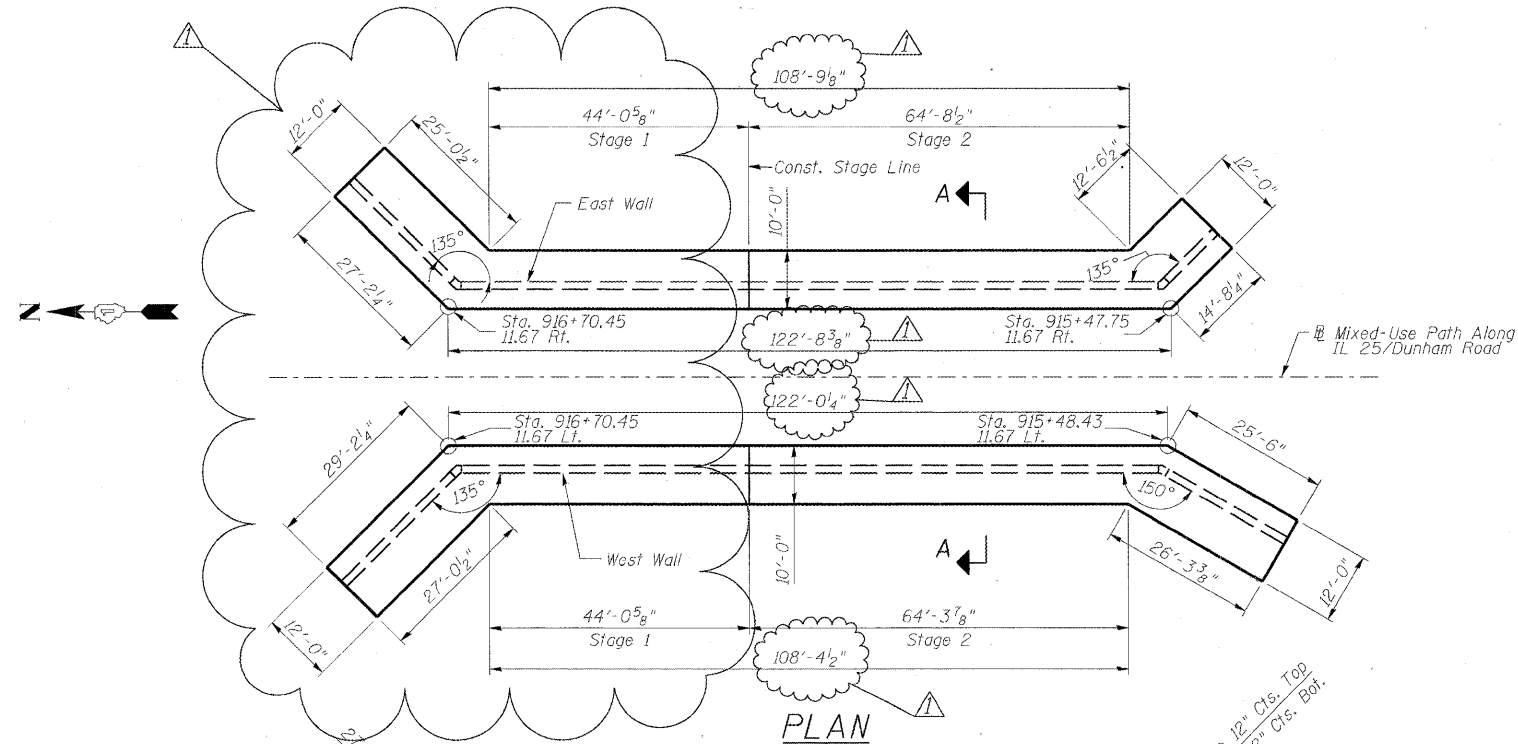 1
1
108'-9⅛"
44'-0⅝"
Stage 1
64'-8½"
Stage 2
Const. Stage Line
12'-0"
25'-0½"
12'-6½"
12'-0"
A
East Wall
10'-0"
135°
135°
27'-2¼"
14'-8¼"
N
Sta. 916+70.45
11.67 Rt.
Sta. 915+47.75
11.67 Rt.
122'-8⅜"
1
℄ Mixed-Use Path Along
IL 25/Dunham Road
122'-0¼"
1
Sta. 916+70.45
11.67 Lt.
Sta. 915+48.43
11.67 Lt.
29'-2¼"
25'-6"
135°
150°
West Wall
10'-0"
A
27'-0½"
26'-3⅜"
12'-0"
12'-0"
44'-0⅝"
Stage 1
64'-3⅞"
Stage 2
108'-4½"
1
PLAN
12" Cts. Top
12" Cts. Bot.